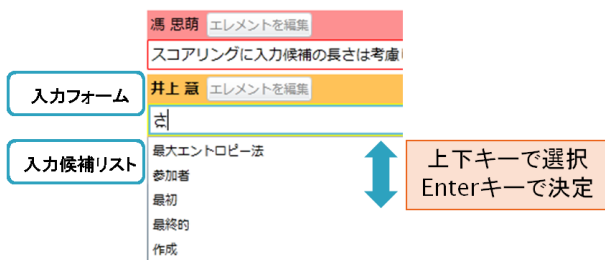 馮 思萌 エレメントを編集
スコアリングに入力候補の長さは考慮
入力フォーム
井上 慧 エレメントを編集
さ
入力候補リスト
最大エントロピー法
参加者
最初
最終的
作成
上下キーで選択
Enterキーで決定